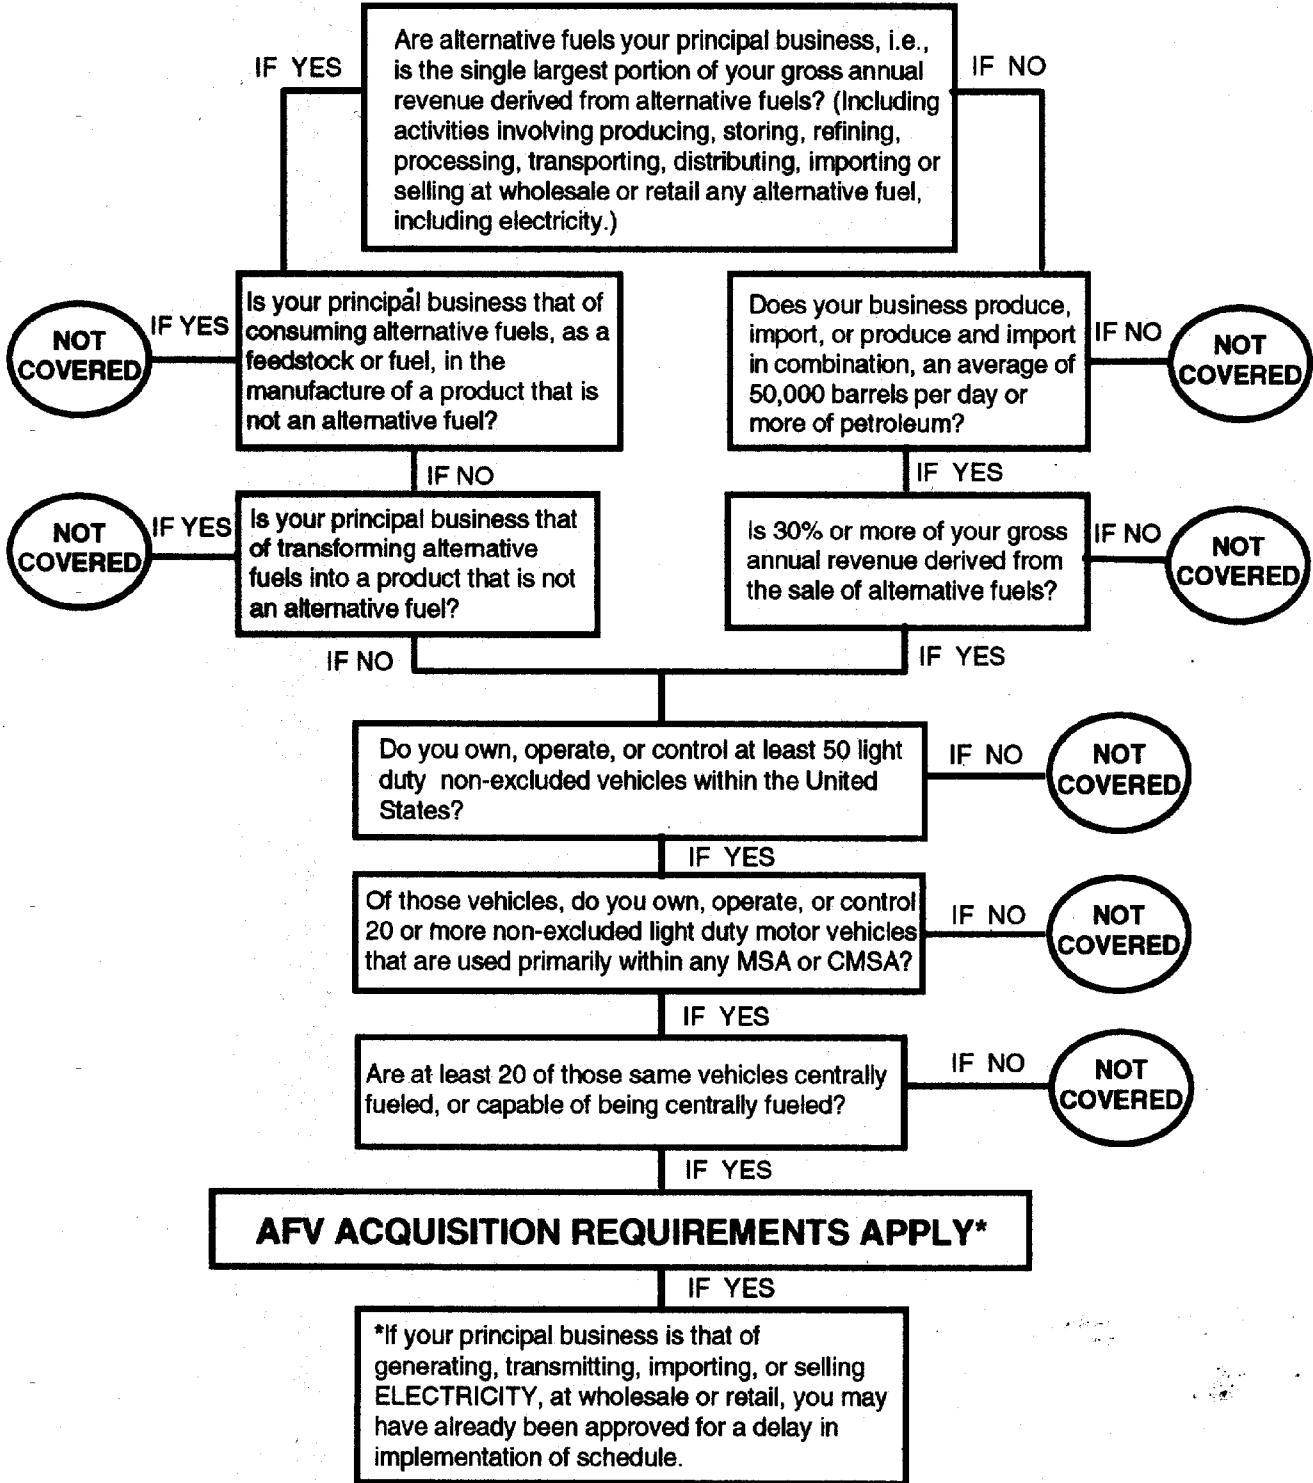 Are alternative fuels your principal business, i.e.,
is the single largest portion of your gross annual
revenue derived from alternative fuels? (Including
activities involving producing, storing, refining,
processing, transporting, distributing, importing or
selling at wholesale or retail any alternative fuel,
including electricity.)
IF YES
IF NO
Is your principal business that of
consuming alternative fuels, as a
feedstock or fuel, in the
manufacture of a product that is
not an alternative fuel?
IF YES
NOT
COVERED
Does your business produce,
import, or produce and import
in combination, an average of
50,000 barrels per day or
more of petroleum?
IF NO
NOT
COVERED
IF NO
IF YES
Is your principal business that
of transforming alternative
fuels into a product that is not
an alternative fuel?
IF YES
NOT
COVERED
Is 30% or more of your gross
annual revenue derived from
the sale of alternative fuels?
IF NO
NOT
COVERED
IF NO
IF YES
Do you own, operate, or control at least 50 light
duty non-excluded vehicles within the United
States?
IF NO
NOT
COVERED
IF YES
Of those vehicles, do you own, operate, or control
20 or more non-excluded light duty motor vehicles
that are used primarily within any MSA or CMSA?
IF NO
NOT
COVERED
IF YES
Are at least 20 of those same vehicles centrally
fueled, or capable of being centrally fueled?
IF NO
NOT
COVERED
IF YES
AFV ACQUISITION REQUIREMENTS APPLY*
IF YES
*If your principal business is that of
generating, transmitting, importing, or selling
ELECTRICITY, at wholesale or retail, you may
have already been approved for a delay in
implementation of schedule.